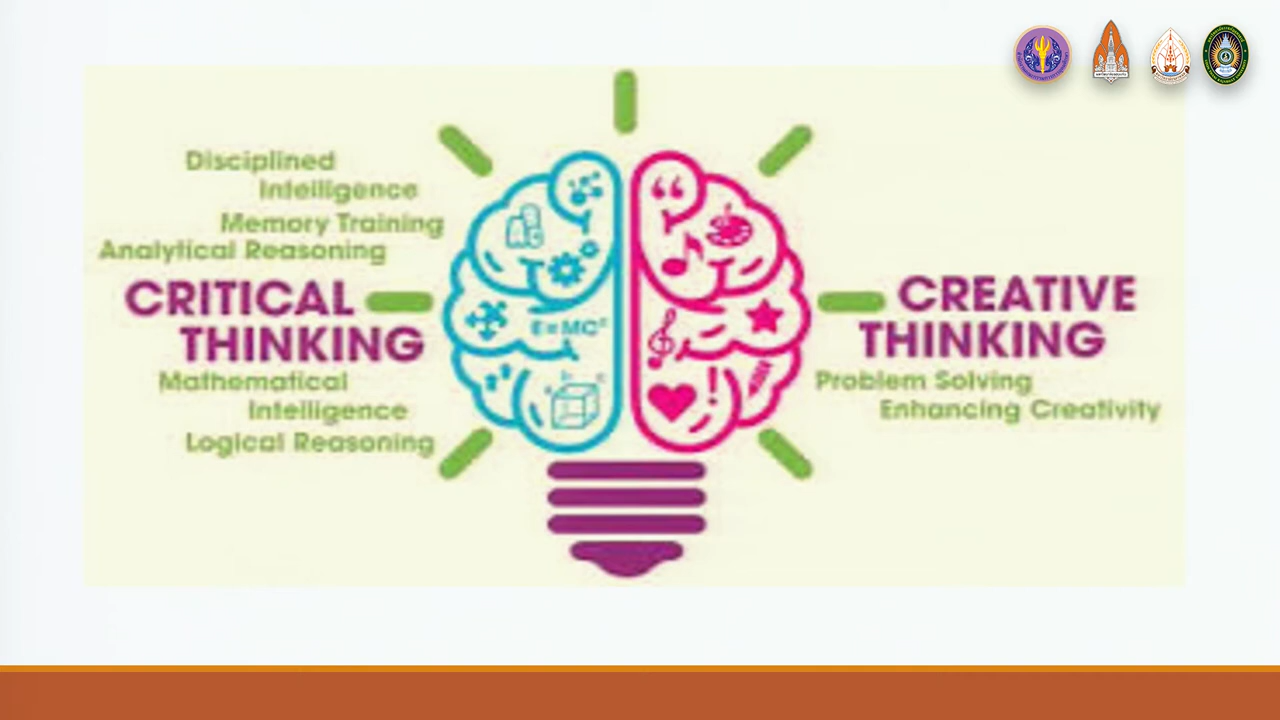 Disciplined
Intelligence
Memory Training
Analytical Reasoning
CRITICAL
THINKING
Mathematical
Intelligence
Logical Reasoning
E=MC²
CREATIVE
THINKING
Problem Solving
Enhancing Creativity